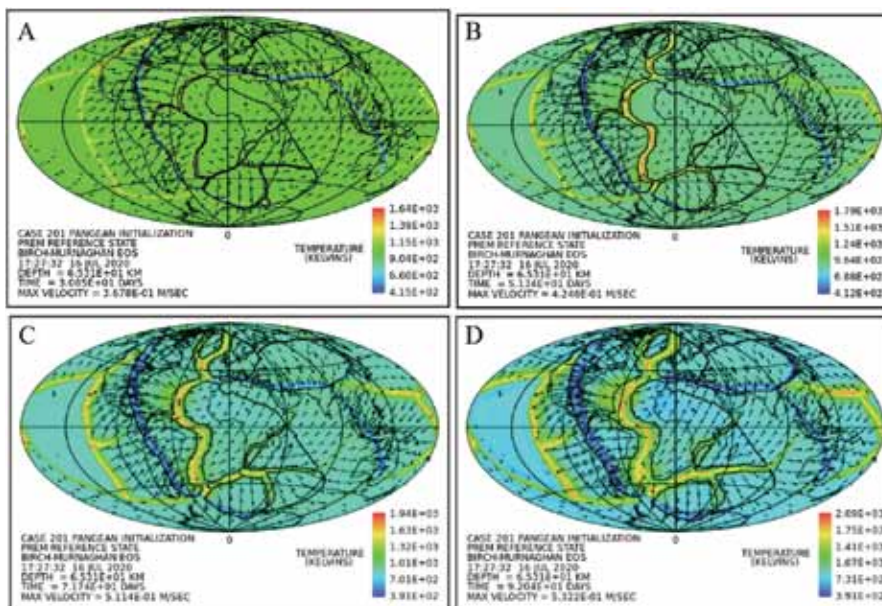 A
CASE 201 PANGEAN INITIALIZATION
PREM REFERENCE STATE
BIRCH-MURNAGHAN EOS
17:27:32 16 JUL 2020
DEPTH = 6.531E+01 KM
TIME = 3.085E+01 DAYS
MAX VELOCITY = 3.678E-01 M/SEC
0
TEMPERATURE
(KELVINS)
1.64E+03
1.39E+03
1.15E+03
9.04E+02
6.60E+02
4.15E+02
B
CASE 201 PANGEAN INITIALIZATION
PREM REFERENCE STATE
BIRCH-MURNAGHAN EOS
17:27:32 16 JUL 2020
DEPTH = 6.531E+01 KM
TIME = 5.134E+01 DAYS
MAX VELOCITY = 4.246E-01 M/SEC
0
TEMPERATURE
(KELVINS)
1.79E+03
1.51E+03
1.24E+03
9.64E+02
6.88E+02
4.12E+02
C
CASE 201 PANGEAN INITIALIZATION
PREM REFERENCE STATE
BIRCH-MURNAGHAN EOS
17:27:32 16 JUL 2020
DEPTH = 6.531E+01 KM
TIME = 7.174E+01 DAYS
MAX VELOCITY = 5.114E-01 M/SEC
0
TEMPERATURE
(KELVINS)
1.94E+03
1.63E+03
1.32E+03
1.01E+03
7.01E+02
3.91E+02
D
CASE 201 PANGEAN INITIALIZATION
PREM REFERENCE STATE
BIRCH-MURNAGHAN EOS
17:27:32 16 JUL 2020
DEPTH = 6.531E+01 KM
TIME = 9.204E+01 DAYS
MAX VELOCITY = 5.322E-01 M/SEC
0
TEMPERATURE
(KELVINS)
2.09E+03
1.75E+03
1.41E+03
1.07E+03
7.31E+02
3.91E+02